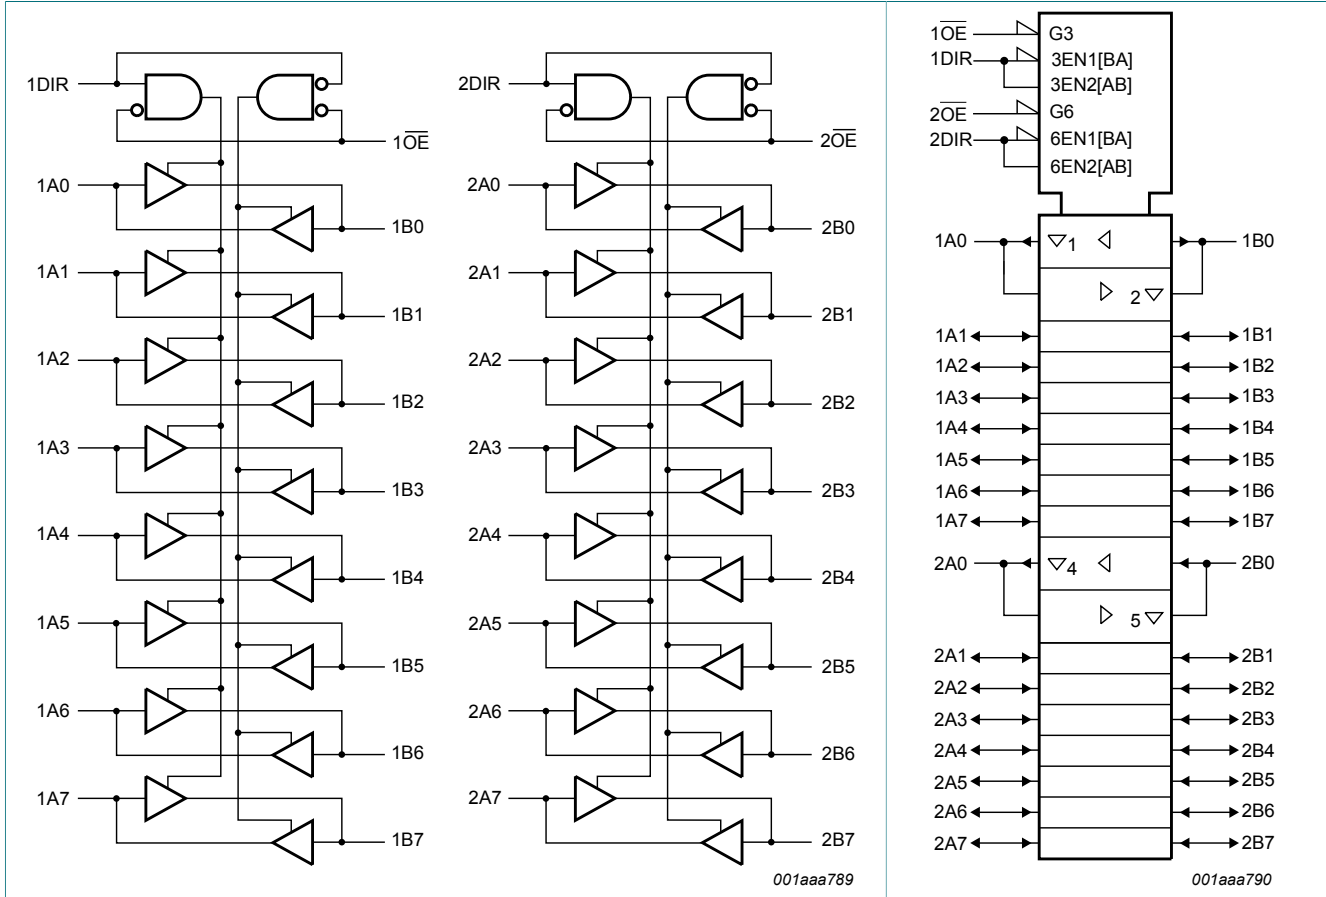 1DIR
1O̅E̅
1A0
1B0
1A1
1B1
1A2
1B2
1A3
1B3
1A4
1B4
1A5
1B5
1A6
1B6
1A7
1B7
2DIR
2O̅E̅
2A0
2B0
2A1
2B1
2A2
2B2
2A3
2B3
2A4
2B4
2A5
2B5
2A6
2B6
2A7
2B7
001aaa789
1O̅E̅ G3
1DIR 3EN1[BA]
3EN2[AB]
2O̅E̅ G6
2DIR 6EN1[BA]
6EN2[AB]
1A0 1 1B0
2
1A1 1B1
1A2 1B2
1A3 1B3
1A4 1B4
1A5 1B5
1A6 1B6
1A7 1B7
2A0 4 2B0
5
2A1 2B1
2A2 2B2
2A3 2B3
2A4 2B4
2A5 2B5
2A6 2B6
2A7 2B7
001aaa790